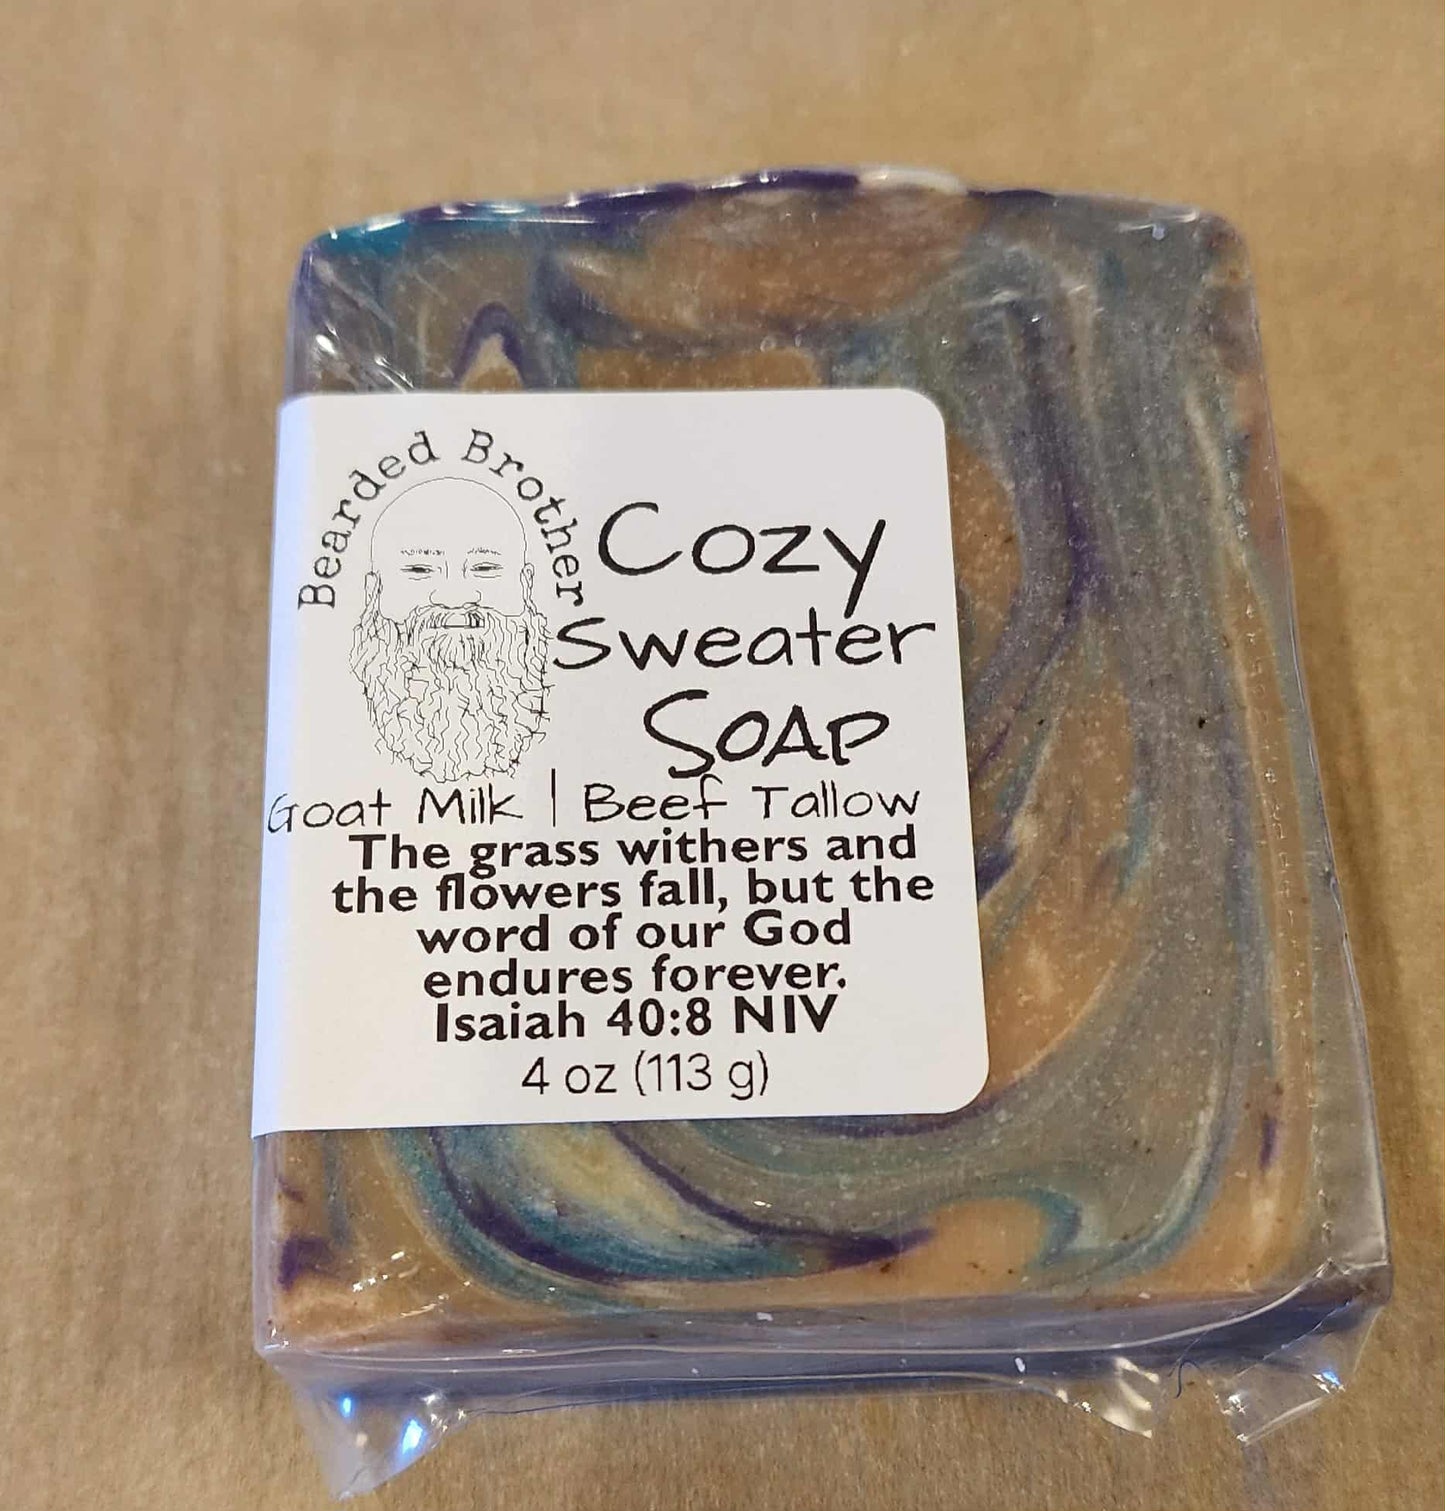 Bearded Brother
Cozy
Sweater
SOAP
Goat Milk | Beef Tallow
The grass withers and
the flowers fall, but the
word of our God
endures forever.
Isaiah 40:8 NIV
4 oz (113 g)